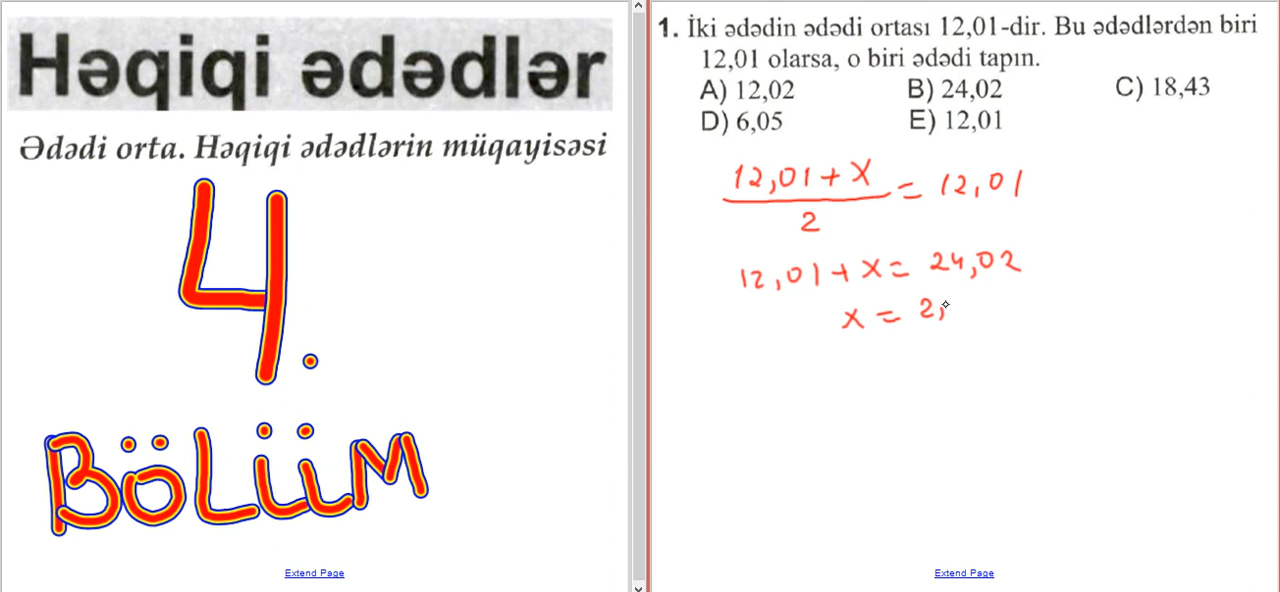 Həqiqi ədədlər
Ədədi orta. Həqiqi ədədlərin müqayisəsi
4.
BÖLÜM
Extend Page
1. İki ədədin ədədi ortası 12,01-dir. Bu ədədlərdən biri
12,01 olarsa, o biri ədədi tapın.
A) 12,02 B) 24,02 C) 18,43
D) 6,05 E) 12,01
12,01 + x
2
= 12,01
12,01 + x = 24,02
x = 2,
Extend Page